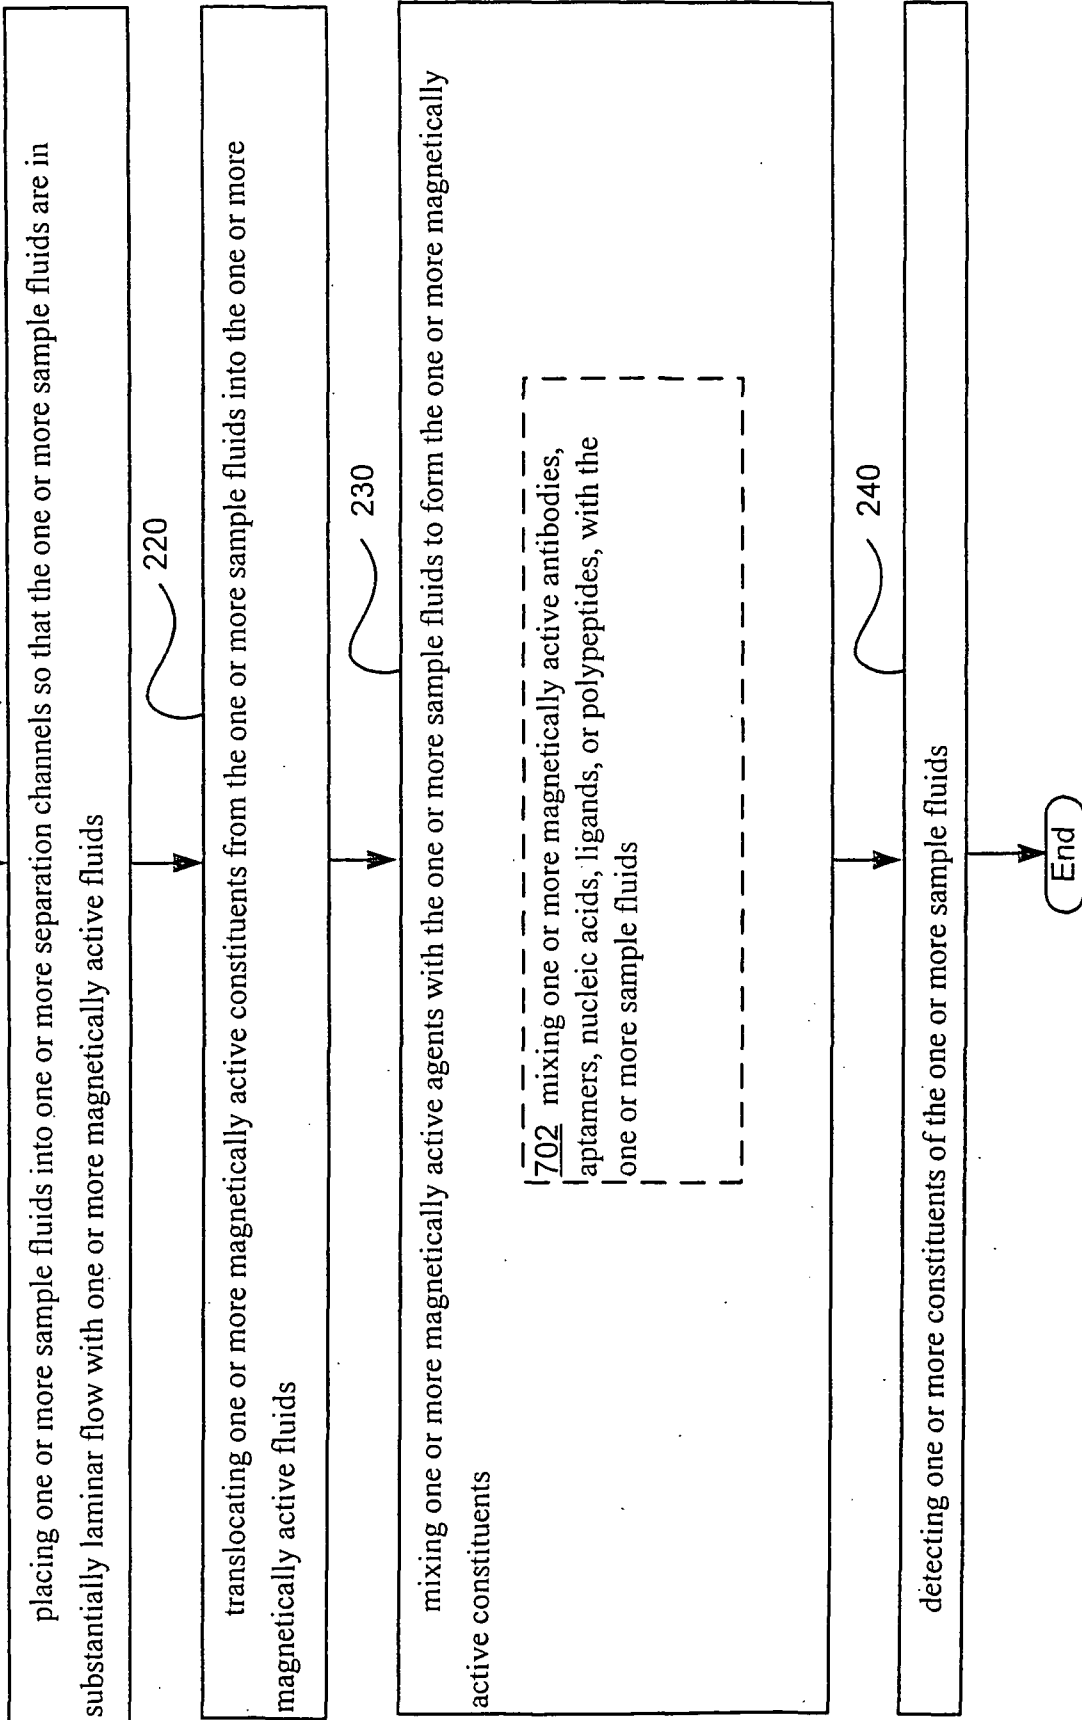 placing one or more sample fluids into one or more separation channels so that the one or more sample fluids are in
substantially laminar flow with one or more magnetically active fluids
220
translocating one or more magnetically active constituents from the one or more sample fluids into the one or more
magnetically active fluids
230
mixing one or more magnetically active agents with the one or more sample fluids to form the one or more magnetically
active constituents
702 mixing one or more magnetically active antibodies,
aptamers, nucleic acids, ligands, or polypeptides, with the
one or more sample fluids
240
detecting one or more constituents of the one or more sample fluids
End